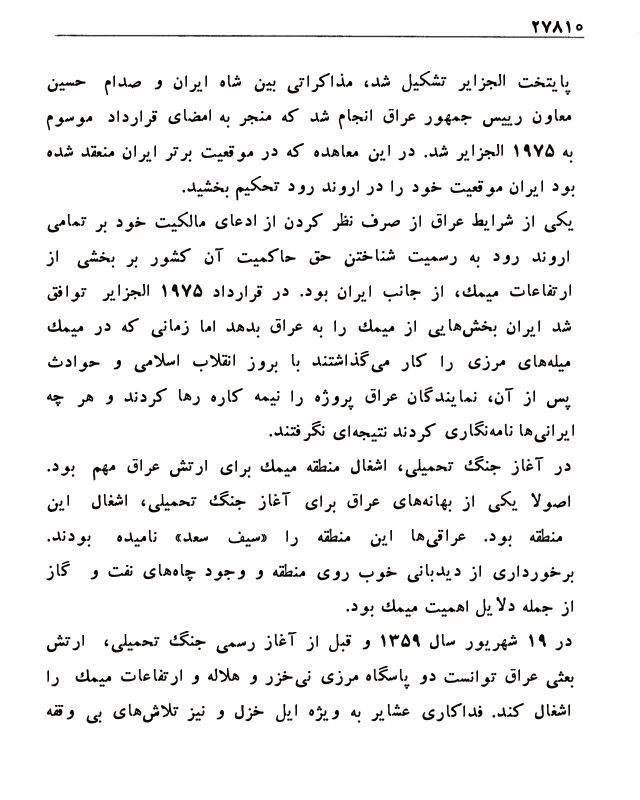 ۲۷۸۱۰
پایتخت الجزایر تشکیل شد، مذاکراتی بین شاه ایران و صدام حسین
معاون رییس جمهور عراق انجام شد که منجر به امضای قرارداد موسوم
به ۱۹۷۵ الجزایر شد. در این معاهده که در موقعیت برتر ایران منعقد شده
بود ایران موقعیت خود را در اروند رود تحکیم بخشید.
یکی از شرایط عراق از صرف نظر کردن از ادعای مالکیت خود بر تمامی
اروند رود به رسمیت شناختن حق حاکمیت آن کشور بر بخشی از
ارتفاعات میمك، از جانب ایران بود. در قرارداد ۱۹۷۵ الجزایر توافق
شد ایران بخش‌هایی از میمك را به عراق بدهد اما زمانی که در میمك
میله‌های مرزی را کار می‌گذاشتند با بروز انقلاب اسلامی و حوادث
پس از آن، نمایندگان عراق پروژه را نیمه کاره رها کردند و هر چه
ایرانی‌ها نامه‌نگاری کردند نتیجه‌ای نگرفتند.
در آغاز جنگ تحمیلی، اشغال منطقه میمك برای ارتش عراق مهم بود.
اصولا یکی از بهانه‌های عراق برای آغاز جنگ تحمیلی، اشغال این
منطقه بود. عراقی‌ها این منطقه را «سیف سعد» نامیده بودند.
برخورداری از دیدبانی خوب روی منطقه و وجود چاه‌های نفت و گاز
از جمله دلایل اهمیت میمك بود.
در ۱۹ شهریور سال ۱۳۵۹ و قبل از آغاز رسمی جنگ تحمیلی، ارتش
بعثی عراق توانست دو پاسگاه مرزی نی‌خزر و هلاله و ارتفاعات میمك را
اشغال کند. فداکاری عشایر به ویژه ایل خزل و نیز تلاش‌های بی وقفه